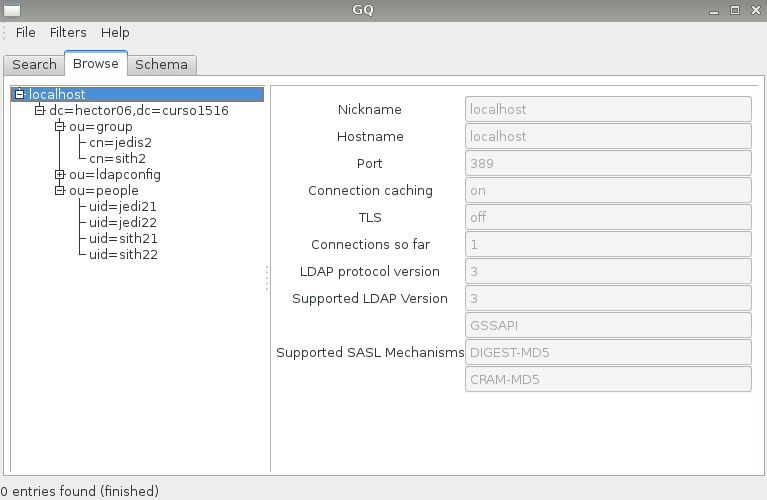 GQ
File Filters Help
Search Browse Schema
localhost
dc=hector06,dc=curso1516
ou=group
cn=jedis2
cn=sith2
ou=ldapconfig
ou=people
uid=jedi21
uid=jedi22
uid=sith21
uid=sith22
Nickname localhost
Hostname localhost
Port 389
Connection caching on
TLS off
Connections so far 1
LDAP protocol version 3
Supported LDAP Version 3
GSSAPI
Supported SASL Mechanisms DIGEST-MD5
CRAM-MD5
0 entries found (finished)